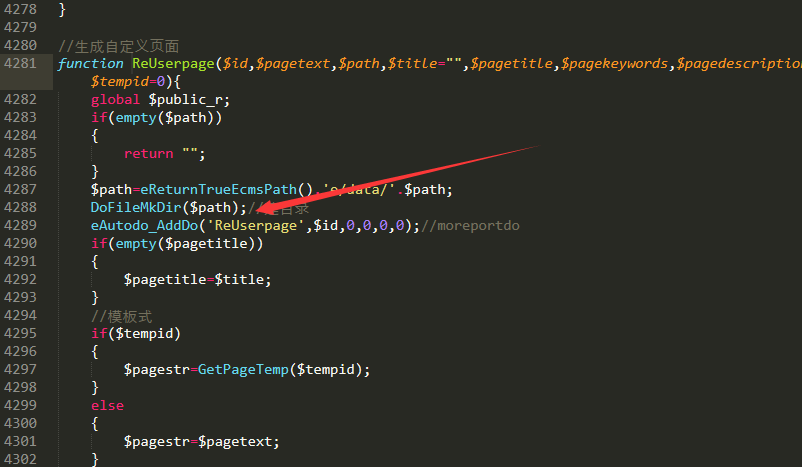 4278 }
4279
4280 //生成自定义页面
4281 function ReUserpage($id,$pagetext,$path,$title="",$pagetitle,$pagekeywords,$pagedescription
$tempid=0){
4282 global $public_r;
4283 if(empty($path))
4284 {
4285 return "";
4286 }
4287 $path=eReturnTrueEcmsPath().'e/data/'.$path;
4288 DoFileMkDir($path);//目录
4289 eAutodo_AddDo('ReUserpage',$id,0,0,0,0);//moreportdo
4290 if(empty($pagetitle))
4291 {
4292 $pagetitle=$title;
4293 }
4294 //模板式
4295 if($tempid)
4296 {
4297 $pagestr=GetPageTemp($tempid);
4298 }
4299 else
4300 {
4301 $pagestr=$pagetext;
4302 }